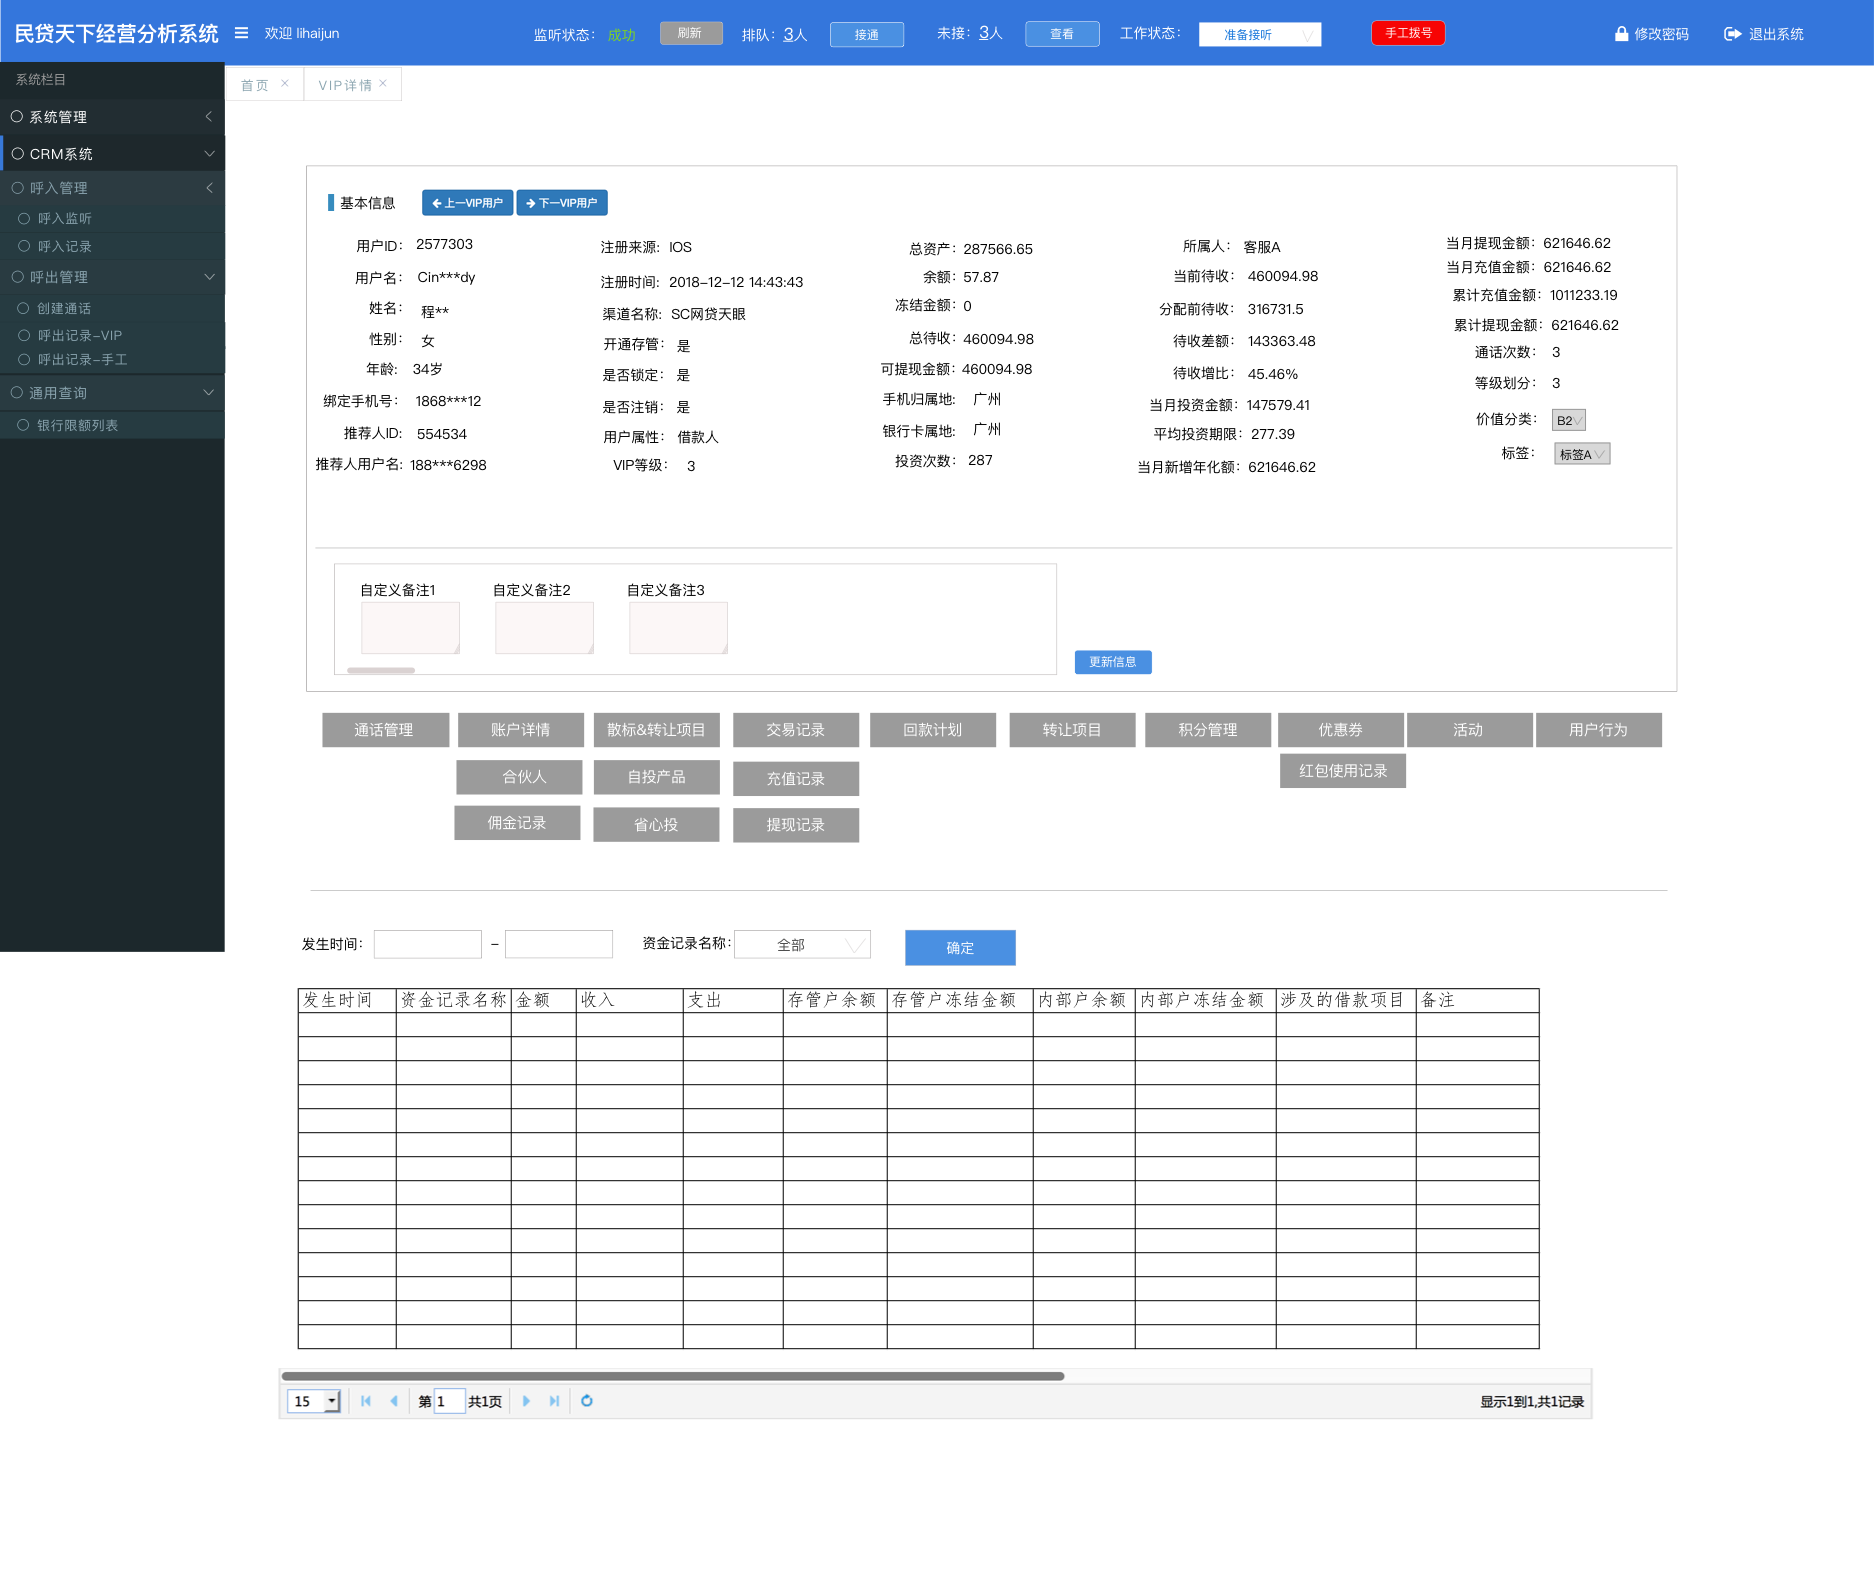 民贷天下经营分析系统 欢迎 lihaijun 监听状态: 成功 刷新 排队: 3人 接通 未接: 3人 查看 工作状态: 准备接听 手工拨号 修改密码 退出系统
系统栏目
首页 × VIP详情 ×
系统管理
CRM系统
呼入管理
呼入监听
呼入记录
呼出管理
创建通话
呼出记录-VIP
呼出记录-手工
通用查询
银行限额列表
基本信息 上一VIP用户 下一VIP用户
用户ID: 2577303
用户名: Cin***dy
姓名: 程**
性别: 女
年龄: 34岁
绑定手机号: 1868***12
推荐人ID: 554534
推荐人用户名: 188***6298
注册来源: IOS
注册时间: 2018-12-12 14:43:43
渠道名称: SC网贷天眼
开通存管: 是
是否锁定: 是
是否注销: 是
用户属性: 借款人
VIP等级: 3
总资产: 287566.65
余额: 57.87
冻结金额: 0
总待收: 460094.98
可提现金额: 460094.98
手机归属地: 广州
银行卡属地: 广州
投资次数: 287
所属人: 客服A
当前待收: 460094.98
分配前待收: 316731.5
待收差额: 143363.48
待收增比: 45.46%
当月投资金额: 147579.41
平均投资期限: 277.39
当月新增年化额: 621646.62
当月提现金额: 621646.62
当月充值金额: 621646.62
累计充值金额: 1011233.19
累计提现金额: 621646.62
通话次数: 3
等级划分: 3
价值分类: B2
标签: 标签A
自定义备注1 自定义备注2 自定义备注3
更新信息
通话管理 账户详情 散标&转让项目 交易记录 回款计划 转让项目 积分管理 优惠券 活动 用户行为
合伙人 自投产品 充值记录 红包使用记录
佣金记录 省心投 提现记录
发生时间: - 资金记录名称: 全部 确定
发生时间 资金记录名称 金额 收入 支出 存管户余额 存管户冻结金额 内部户余额 内部户冻结金额 涉及的借款项目 备注
15 第 1 共1页 显示1到1,共1记录